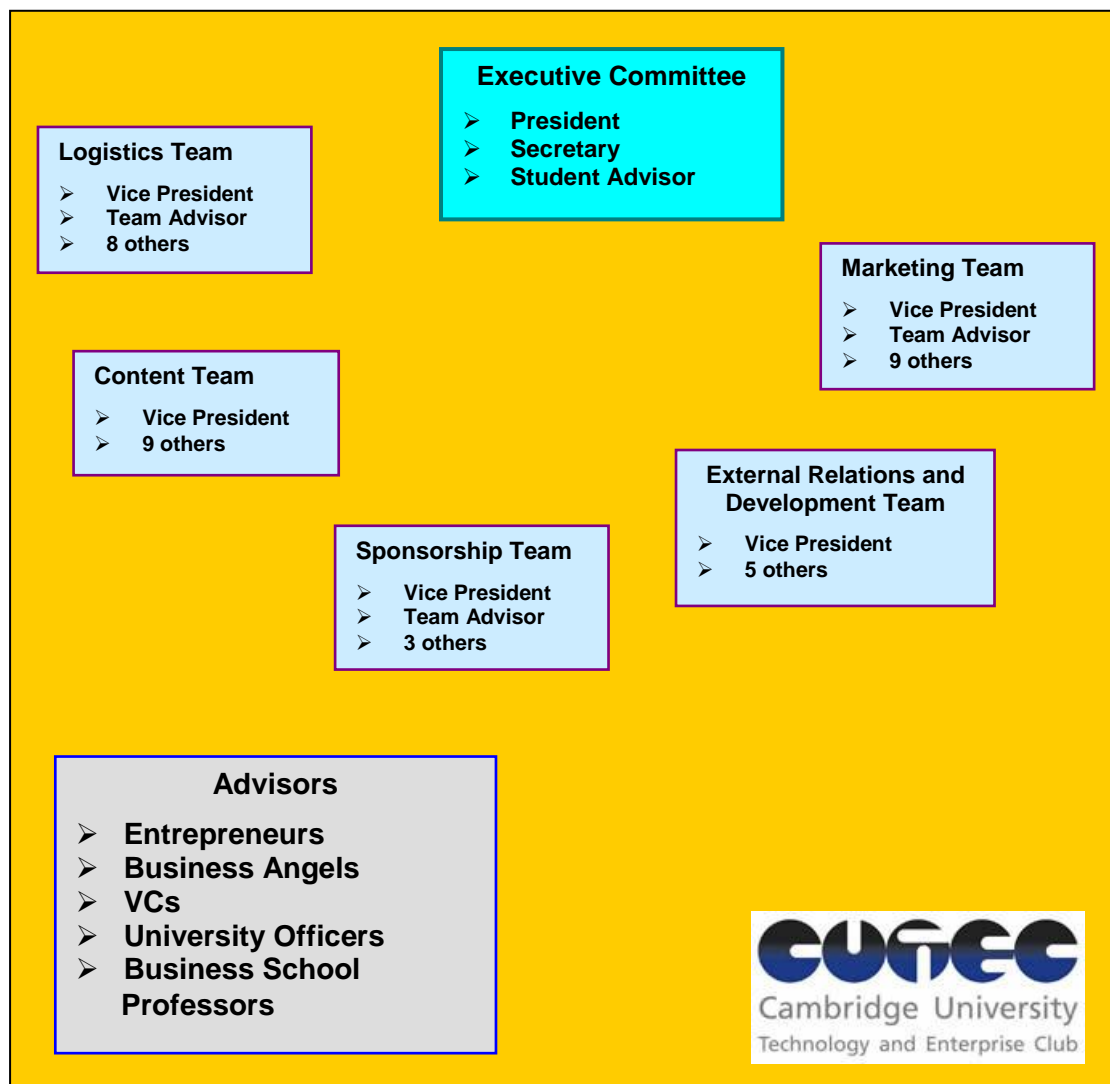 Executive Committee
➢ President
➢ Secretary
➢ Student Advisor
Logistics Team
➢ Vice President
➢ Team Advisor
➢ 8 others
Marketing Team
➢ Vice President
➢ Team Advisor
➢ 9 others
Content Team
➢ Vice President
➢ 9 others
External Relations and
Development Team
➢ Vice President
➢ 5 others
Sponsorship Team
➢ Vice President
➢ Team Advisor
➢ 3 others
Advisors
➢ Entrepreneurs
➢ Business Angels
➢ VCs
➢ University Officers
➢ Business School
Professors
CUTEC
Cambridge University
Technology and Enterprise Club